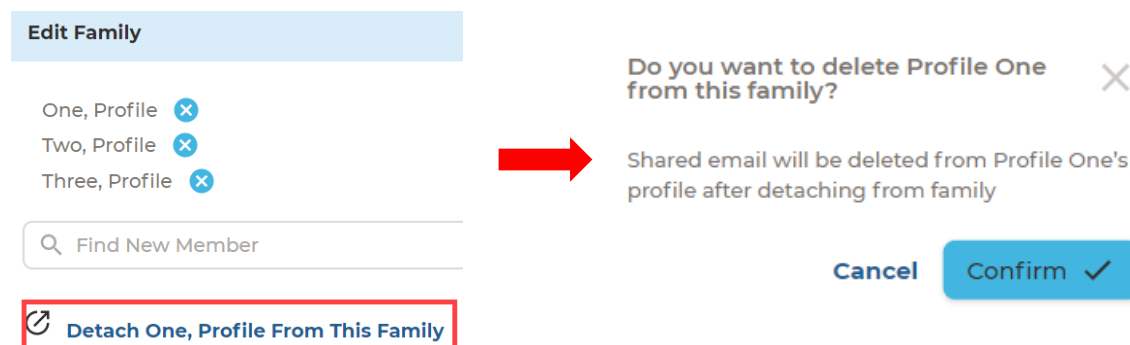 Edit Family
One, Profile
Two, Profile
Three, Profile
Find New Member
Detach One, Profile From This Family
Do you want to delete Profile One
from this family?
Shared email will be deleted from Profile One's
profile after detaching from family
Cancel
Confirm